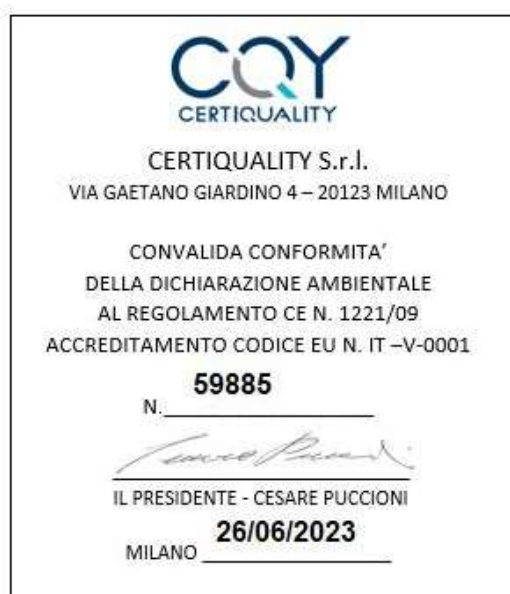 CQY
CERTIQUALITY
CERTIQUALITY S.r.l.
VIA GAETANO GIARDINO 4 – 20123 MILANO
CONVALIDA CONFORMITA’
DELLA DICHIARAZIONE AMBIENTALE
AL REGOLAMENTO CE N. 1221/09
ACCREDITAMENTO CODICE EU N. IT –V-0001
N. 59885
IL PRESIDENTE - CESARE PUCCIONI
MILANO 26/06/2023